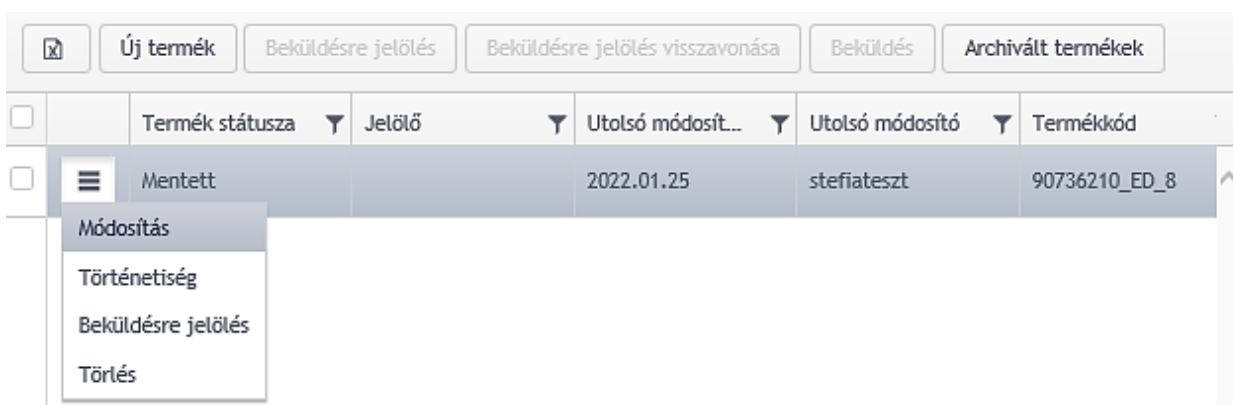 Új termék Beküldésre jelölés Beküldésre jelölés visszavonása Beküldés Archivált termékek
Termék státusza Jelölő Utolsó módosít... Utolsó módosító Termékkód
Mentett 2022.01.25 stefiateszt 90736210_ED_8
Módosítás
Történetiség
Beküldésre jelölés
Törlés